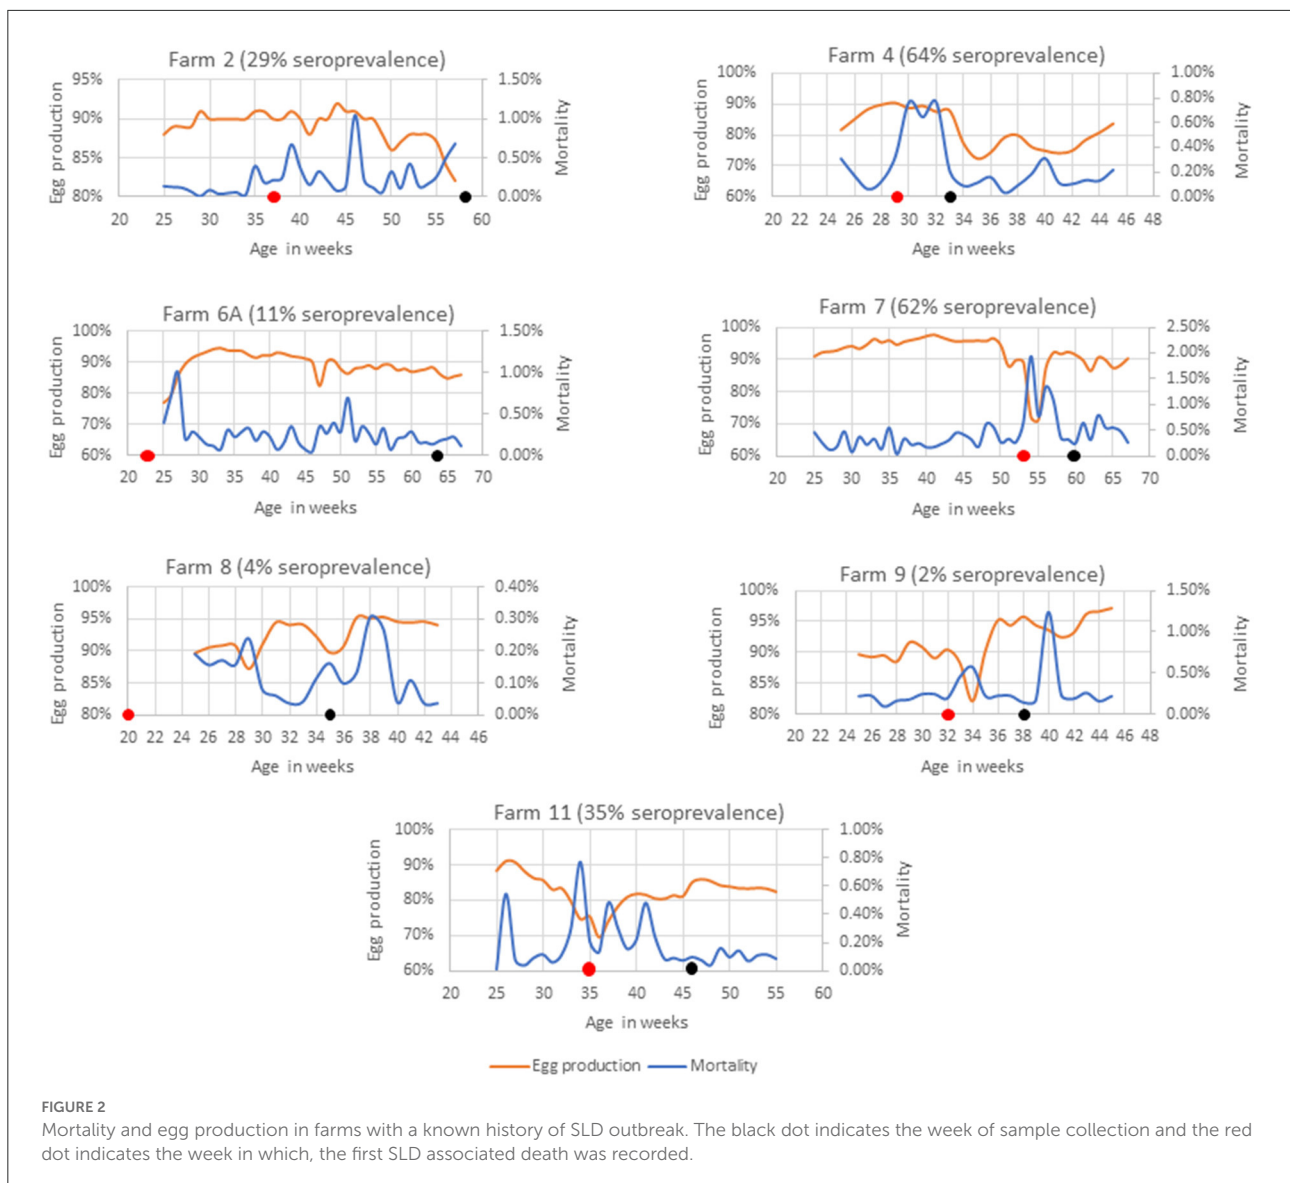 Farm 2 (29% seroprevalence)
95%
90%
85%
80%
Egg production
1.50%
1.00%
0.50%
0.00%
Mortality
20 25 30 35 40 45 50 55 60
Age in weeks
Farm 4 (64% seroprevalence)
100%
90%
80%
70%
60%
Egg production
1.00%
0.80%
0.60%
0.40%
0.20%
0.00%
Mortality
20 22 24 26 28 30 32 34 36 38 40 42 44 46 48
Age in weeks
Farm 6A (11% seroprevalence)
100%
90%
80%
70%
60%
Egg production
1.50%
1.00%
0.50%
0.00%
Mortality
20 25 30 35 40 45 50 55 60 65 70
Age in weeks
Farm 7 (62% seroprevalence)
100%
90%
80%
70%
60%
Egg production
2.50%
2.00%
1.50%
1.00%
0.50%
0.00%
Mortality
20 25 30 35 40 45 50 55 60 65 70
Age in weeks
Farm 8 (4% seroprevalence)
100%
95%
90%
85%
80%
Egg production
0.40%
0.30%
0.20%
0.10%
0.00%
Mortality
20 22 24 26 28 30 32 34 36 38 40 42 44 46
Age in weeks
Farm 9 (2% seroprevalence)
100%
95%
90%
85%
80%
Egg production
1.50%
1.00%
0.50%
0.00%
Mortality
20 22 24 26 28 30 32 34 36 38 40 42 44 46 48
Age in weeks
Farm 11 (35% seroprevalence)
100%
90%
80%
70%
60%
Egg production
1.00%
0.80%
0.60%
0.40%
0.20%
0.00%
Mortality
20 25 30 35 40 45 50 55 60
Age in weeks
Egg production Mortality
FIGURE 2
Mortality and egg production in farms with a known history of SLD outbreak. The black dot indicates the week of sample collection and the red
dot indicates the week in which, the first SLD associated death was recorded.